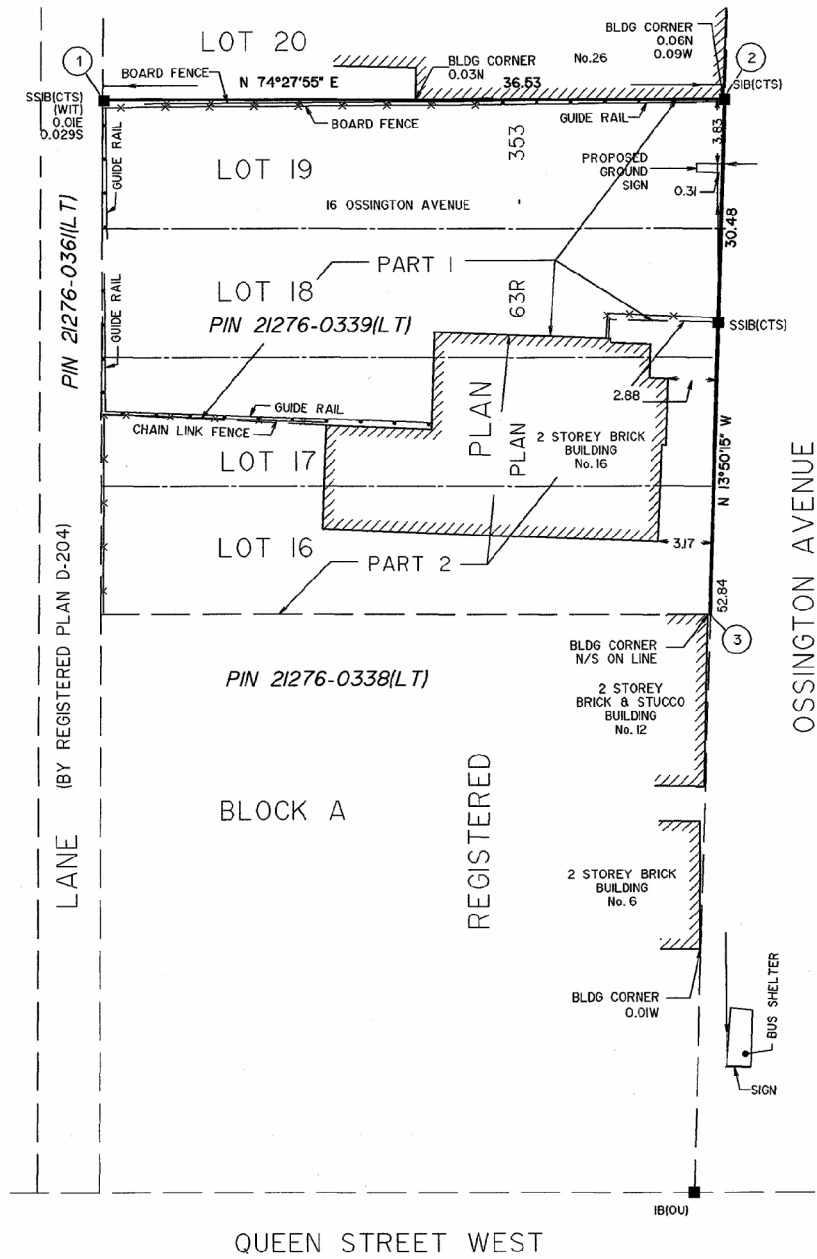 LOT 20
BLDG CORNER
0.06N
0.09W
No.26
1
2
BOARD FENCE
N 74°27'55" E
BLDG CORNER
0.03N
36.53
SIB(CTS)
SSIB(CTS)
(WIT)
0.01E
0.029S
BOARD FENCE
GUIDE RAIL
3.83
GUIDE RAIL
LOT 19
353
PROPOSED
GROUND
SIGN
0.31
16 OSSINGTON AVENUE
30.48
PIN 21276-0361(LT)
PART 1
LOT 18
63R
PIN 21276-0339(LT)
SSIB(CTS)
GUIDE RAIL
2.88
GUIDE RAIL
CHAIN LINK FENCE
PLAN
PLAN
2 STOREY BRICK
BUILDING
No.16
LOT 17
N 13°50'15" W
OSSINGTON AVENUE
LOT 16
PART 2
3.17
52.84
3
BLDG CORNER
N/S ON LINE
PIN 21276-0338(LT)
2 STOREY
BRICK & STUCCO
BUILDING
No. 12
LANE (BY REGISTERED PLAN D-204)
BLOCK A
REGISTERED
2 STOREY BRICK
BUILDING
No. 6
BLDG CORNER
0.01W
BUS SHELTER
SIGN
IB(OU)
QUEEN STREET WEST